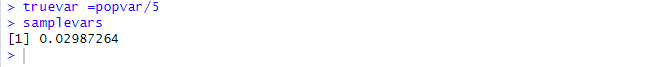 > truevar =popvar/5
> samplevars
[1] 0.02987264
>